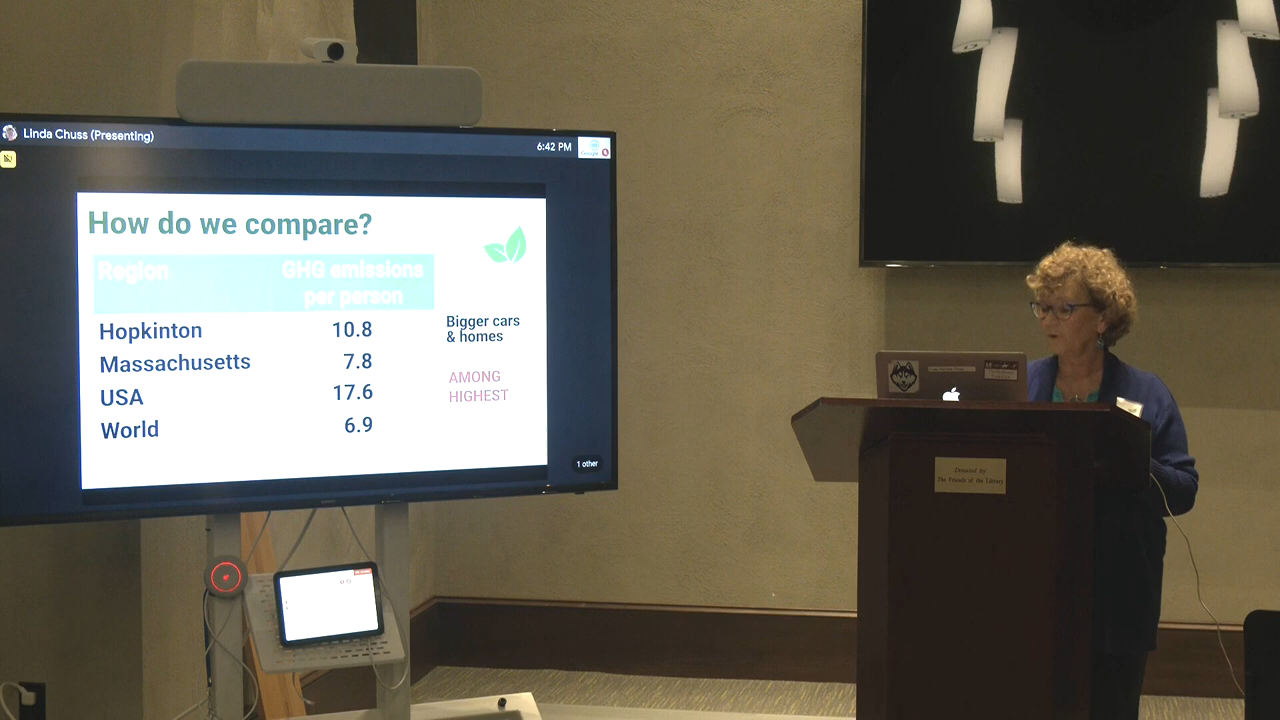 Linda Chuss (Presenting)
6:42 PM
How do we compare?
Region GHG emissions
per person
Hopkinton 10.8
Massachusetts 7.8
USA 17.6
World 6.9
Bigger cars
& homes
AMONG
HIGHEST
1 other
Donated By
The Friends of the Library